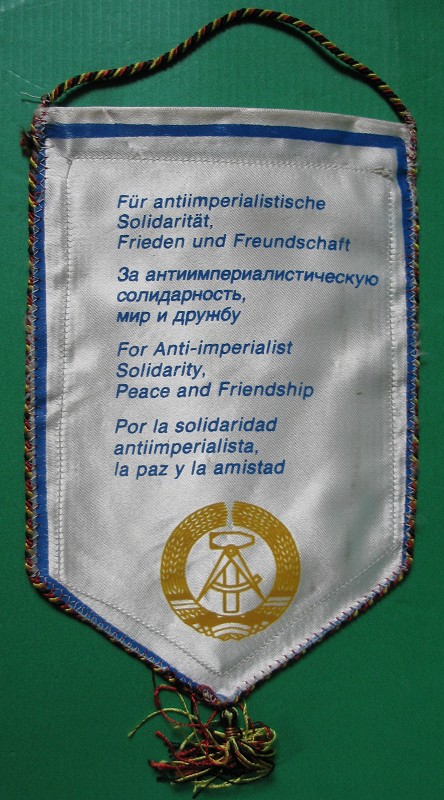 Für antiimperialistische
Solidarität,
Frieden und Freundschaft
За антиимпериалистическую
солидарность,
мир и дружбу
For Anti-imperialist
Solidarity,
Peace and Friendship
Por la solidaridad
antiimperialista,
la paz y la amistad